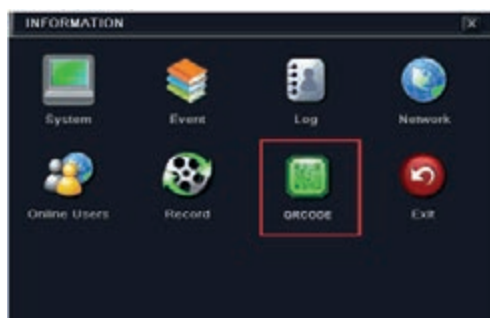 INFORMATION
System Event Log Network
Online Users Record QRCODE Exit